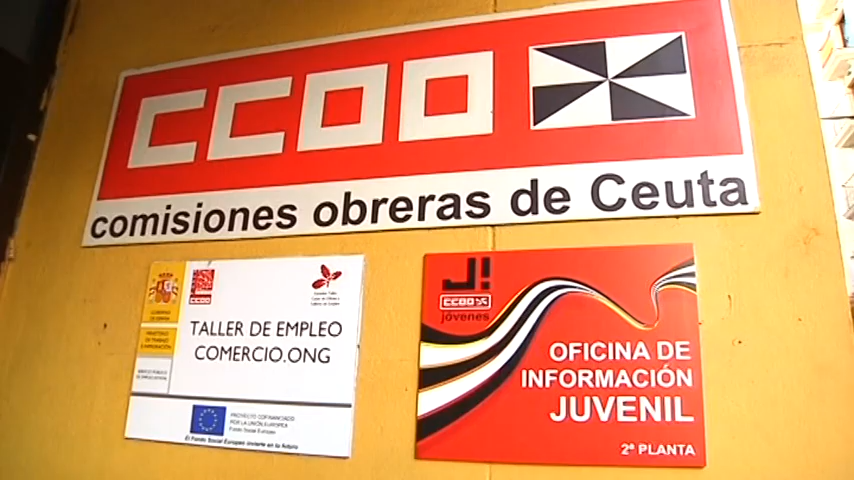 CCOO
comisiones obreras de Ceuta
CCOO
TALLER DE EMPLEO
COMERCIO.ONG
PROYECTO COFINANCIADO
POR LA UNIÓN EUROPEA
Fondo Social Europeo
El Fondo Social Europeo invierte en tu futuro
J!
CCOO
jóvenes
OFICINA DE
INFORMACIÓN
JUVENIL
2ª PLANTA